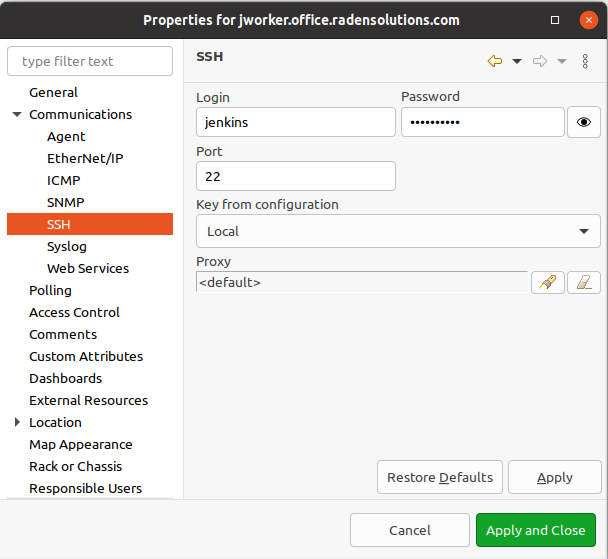 Properties for jworker.office.radensolutions.com
type filter text
General
Communications
Agent
EtherNet/IP
ICMP
SNMP
SSH
Syslog
Web Services
Polling
Access Control
Comments
Custom Attributes
Dashboards
External Resources
Location
Map Appearance
Rack or Chassis
Responsible Users
SSH
Login Password
jenkins ••••••••••
Port
22
Key from configuration
Local
Proxy
<default>
Restore Defaults Apply
Cancel Apply and Close